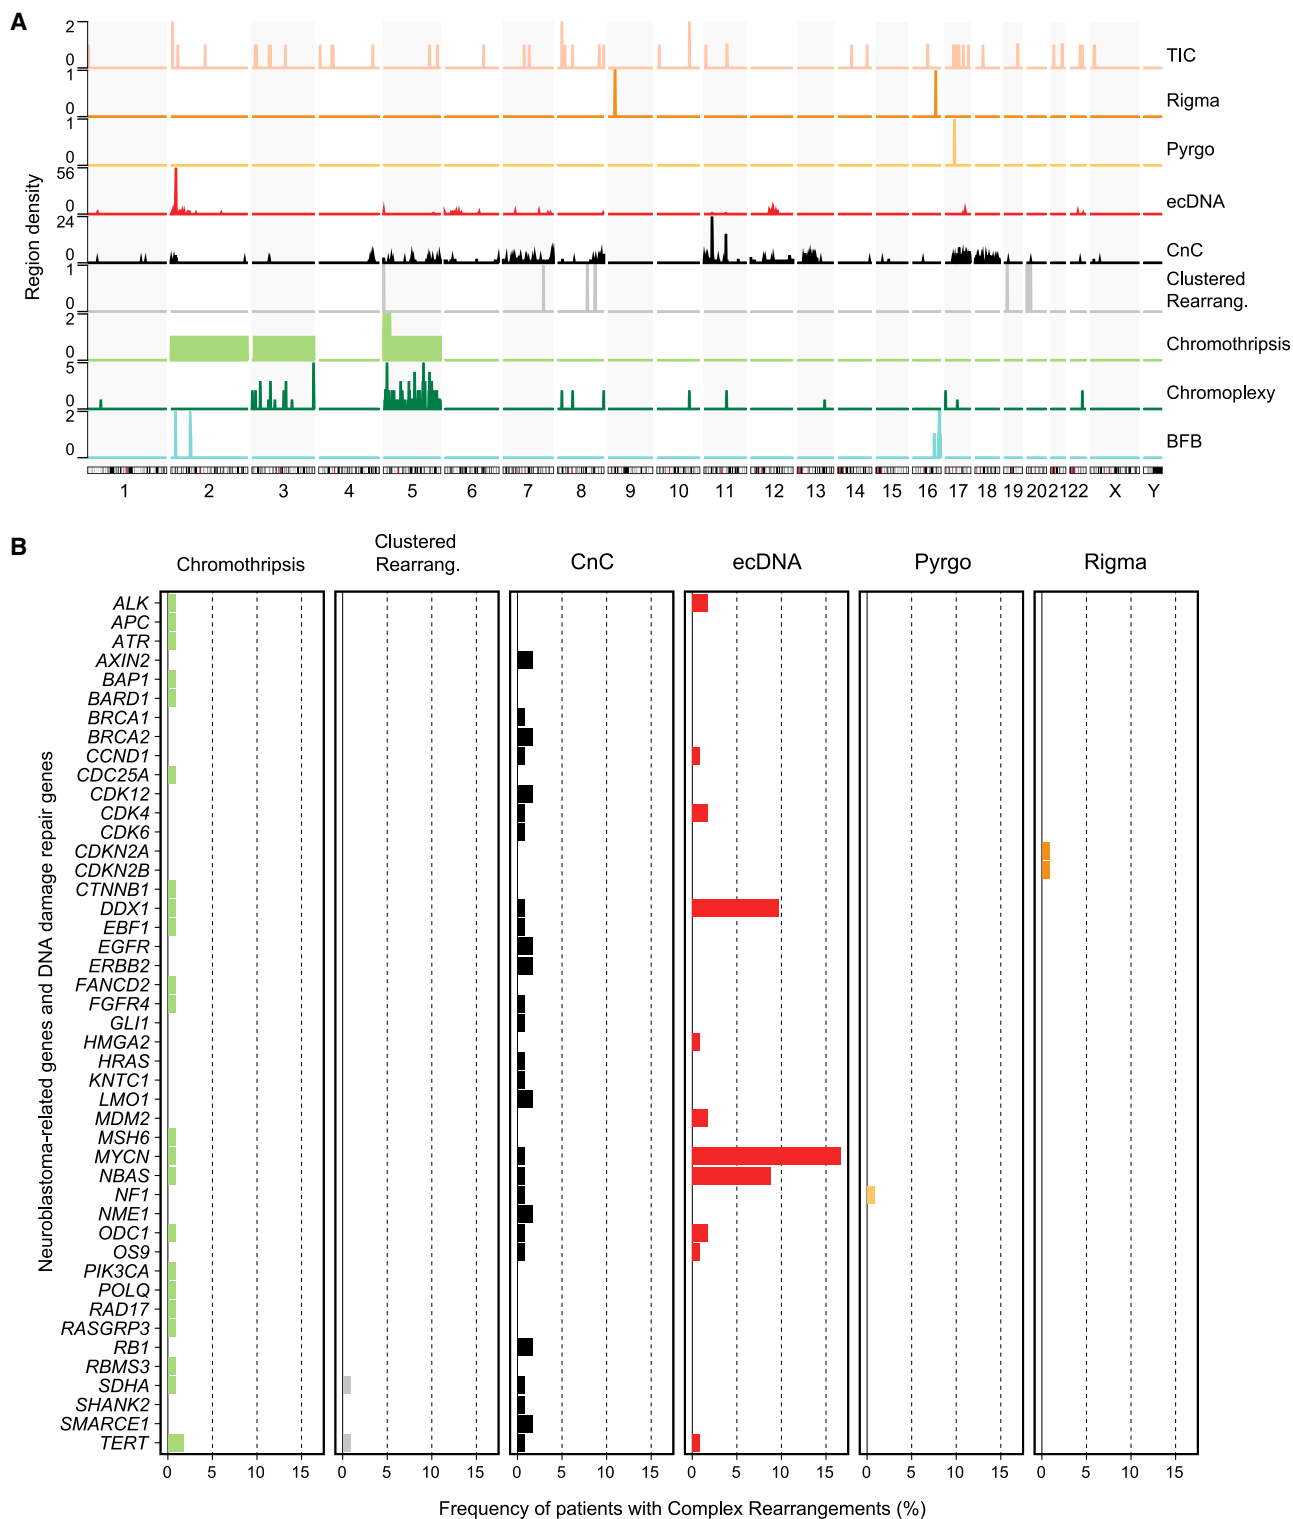 A
Region density
2
0
TIC
1
0
Rigma
1
0
Pyrgo
56
0
ecDNA
24
0
CnC
1
0
Clustered
Rearrang.
2
0
Chromothripsis
5
0
Chromoplexy
2
0
BFB
1 2 3 4 5 6 7 8 9 10 11 12 13 14 15 16 17 18 19 20 21 22 X Y
B
Chromothripsis
Clustered
Rearrang.
CnC
ecDNA
Pyrgo
Rigma
Neuroblastoma-related genes and DNA damage repair genes
ALK
APC
ATR
AXIN2
BAP1
BARD1
BRCA1
BRCA2
CCND1
CDC25A
CDK12
CDK4
CDK6
CDKN2A
CDKN2B
CTNNB1
DDX1
EBF1
EGFR
ERBB2
FANCD2
FGFR4
GLI1
HMGA2
HRAS
KNTC1
LMO1
MDM2
MSH6
MYCN
NBAS
NF1
NME1
ODC1
OS9
PIK3CA
POLQ
RAD17
RASGRP3
RB1
RBMS3
SDHA
SHANK2
SMARCE1
TERT
0 5 10 15 0 5 10 15 0 5 10 15 0 5 10 15 0 5 10 15 0 5 10 15
Frequency of patients with Complex Rearrangements (%)